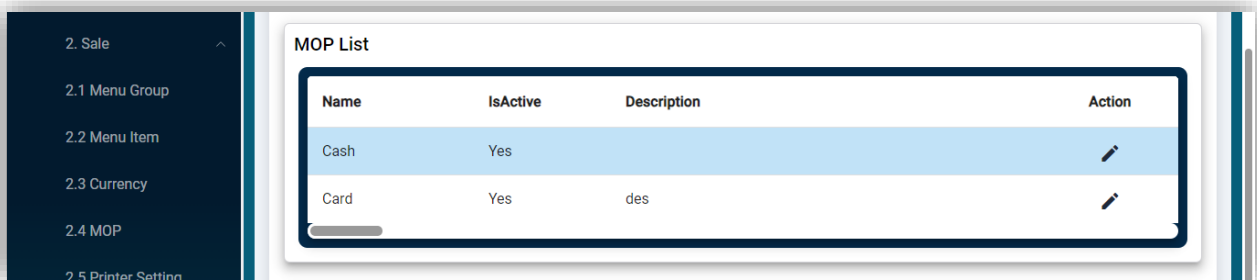 2. Sale
2.1 Menu Group
2.2 Menu Item
2.3 Currency
2.4 MOP
2.5 Printer Setting
MOP List
Name IsActive Description Action
Cash Yes
Card Yes des